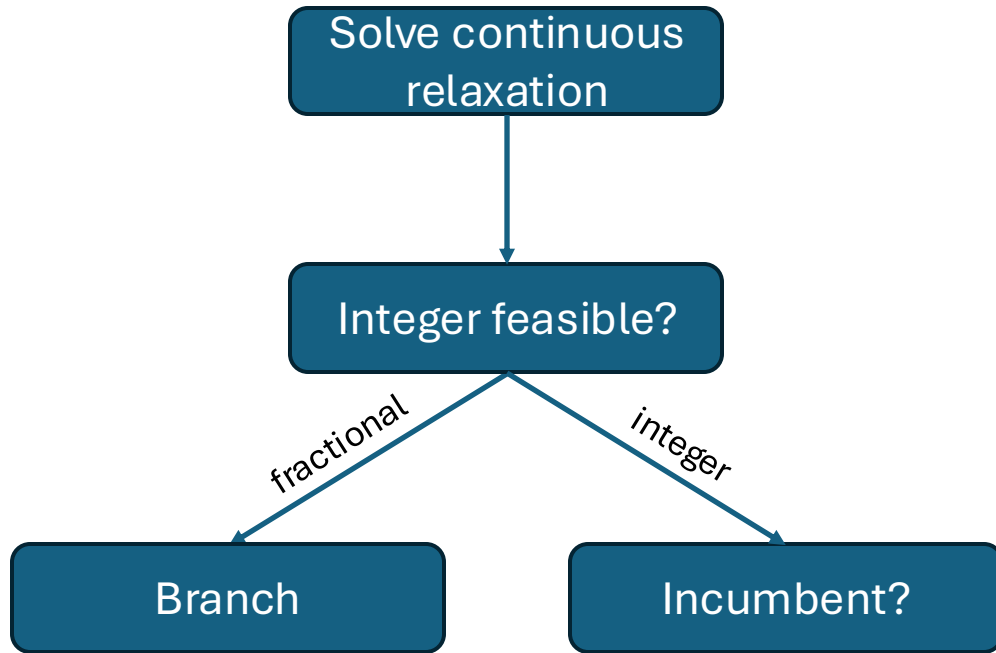 Solve continuous
relaxation
Integer feasible?
fractional
integer
Branch
Incumbent?